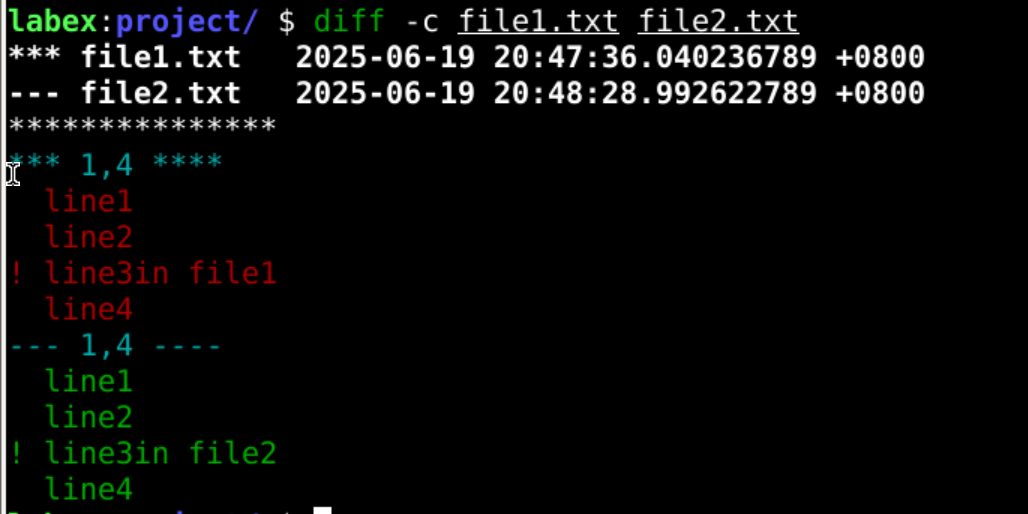 labex:project/ $ diff -c file1.txt file2.txt
*** file1.txt   2025-06-19 20:47:36.040236789 +0800
--- file2.txt   2025-06-19 20:48:28.992622789 +0800
***************
*** 1,4 ****
  line1
  line2
! line3in file1
  line4
--- 1,4 ----
  line1
  line2
! line3in file2
  line4